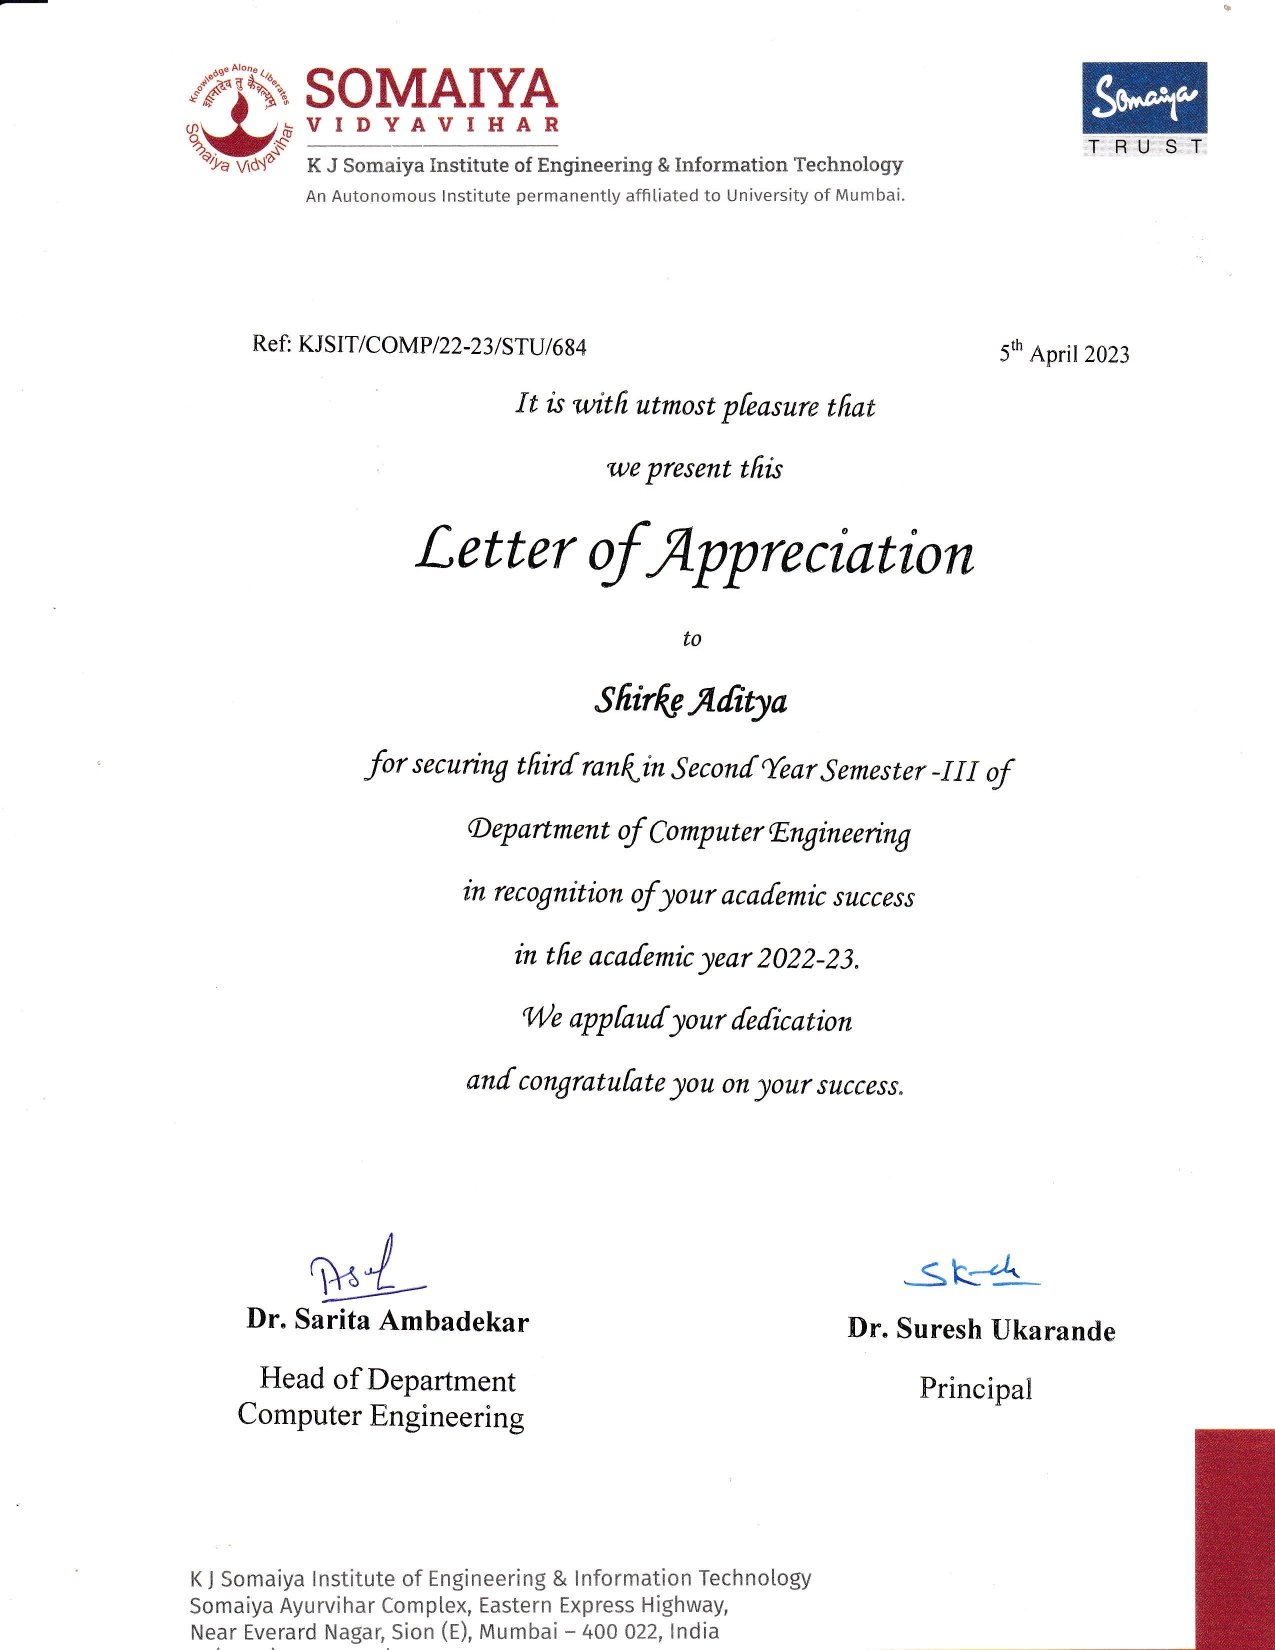 Knowledge Alone Liberates
ज्ञानादेव तु कैवल्यम्
Somaiya Vidyavihar
SOMAIYA
VIDYAVIHAR
K J Somaiya Institute of Engineering & Information Technology
An Autonomous Institute permanently affiliated to University of Mumbai.
Somaiya
TRUST
Ref: KJSIT/COMP/22-23/STU/684
5th April 2023
It is with utmost pleasure that
we present this
Letter of Appreciation
to
Shirke Aditya
for securing third rank in Second Year Semester -III of
Department of Computer Engineering
in recognition of your academic success
in the academic year 2022-23.
We applaud your dedication
and congratulate you on your success.
Dr. Sarita Ambadekar
Head of Department
Computer Engineering
Dr. Suresh Ukarande
Principal
K J Somaiya Institute of Engineering & Information Technology
Somaiya Ayurvihar Complex, Eastern Express Highway,
Near Everard Nagar, Sion (E), Mumbai – 400 022, India